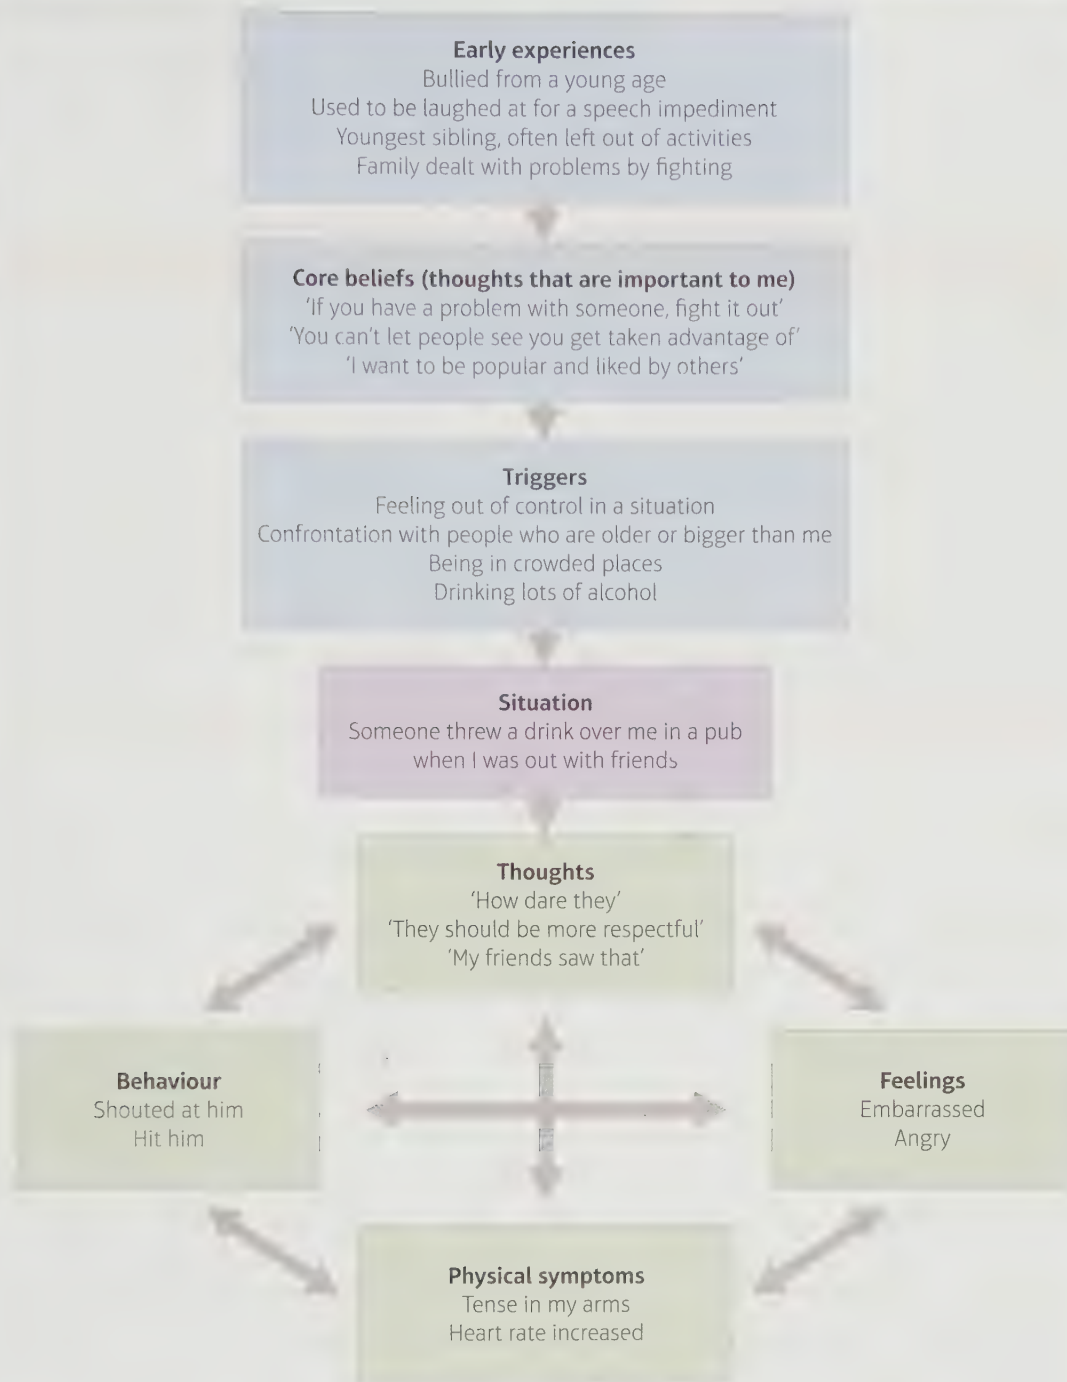 Early experiences
Bullied from a young age
Used to be laughed at for a speech impediment
Youngest sibling, often left out of activities
Family dealt with problems by fighting
Core beliefs (thoughts that are important to me)
'If you have a problem with someone, fight it out'
'You can't let people see you get taken advantage of'
'I want to be popular and liked by others'
Triggers
Feeling out of control in a situation
Confrontation with people who are older or bigger than me
Being in crowded places
Drinking lots of alcohol
Situation
Someone threw a drink over me in a pub
when I was out with friends
Thoughts
'How dare they'
'They should be more respectful'
'My friends saw that'
Behaviour
Shouted at him
Hit him
Feelings
Embarrassed
Angry
Physical symptoms
Tense in my arms
Heart rate increased